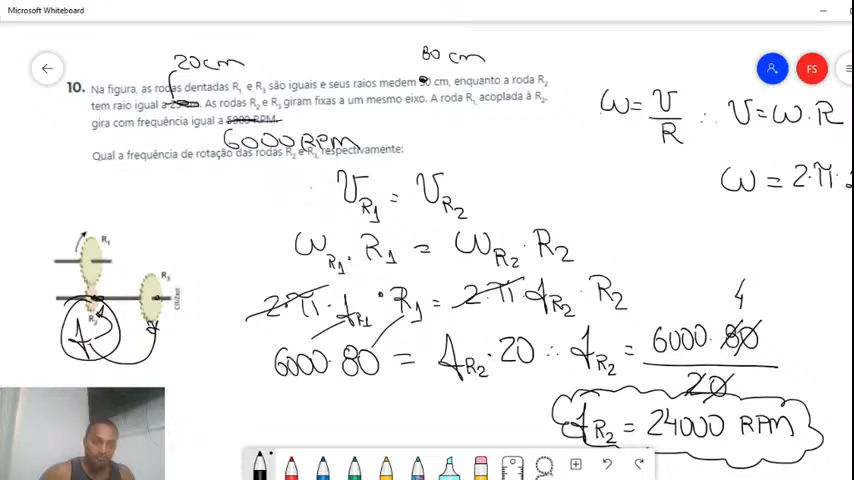 Microsoft Whiteboard
FS
20cm
80 cm
10. Na figura, as rodas dentadas R₁ e R₃ são iguais e seus raios medem cm, enquanto a roda R₂
tem raio igual a As rodas R₂ e R₃ giram fixas a um mesmo eixo. A roda R₁ acoplada à R₂,
gira com frequência igual a 5000 RPM.
6000 RPM
Qual a frequência de rotação das rodas R₂ e R₃, respectivamente:
ω = V/R ∴ V = ω · R
ω = 2·π·
V_R₁ = V_R₂
ω_R₁ · R₁ = ω_R₂ · R₂
2·π · f_R₁ · R₁ = 2·π f_R₂ · R₂
6000 · 80 = f_R₂ · 20 ∴ f_R₂ = 6000 · 80 / 20
4
f_R₂ = 24000 RPM
R₁
R₃
R₂
f